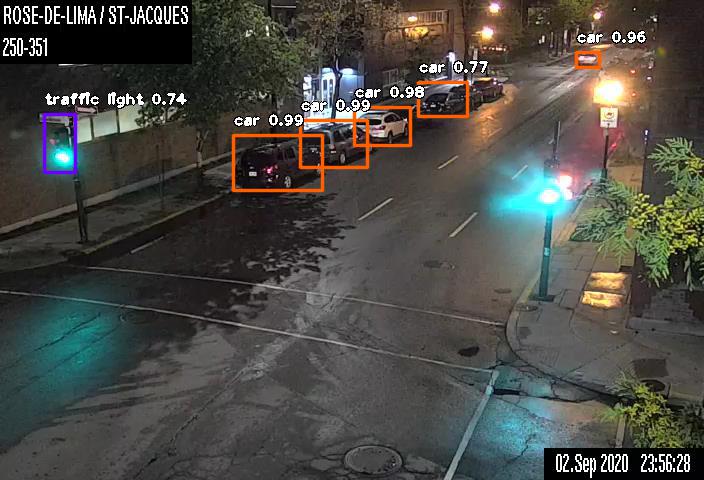 ROSE-DE-LIMA / ST-JACQUES
250-351
car 0.96
car 0.77
car 0.98
car 0.99
traffic light 0.74
car 0.99
02.Sep 2020 23:56:28